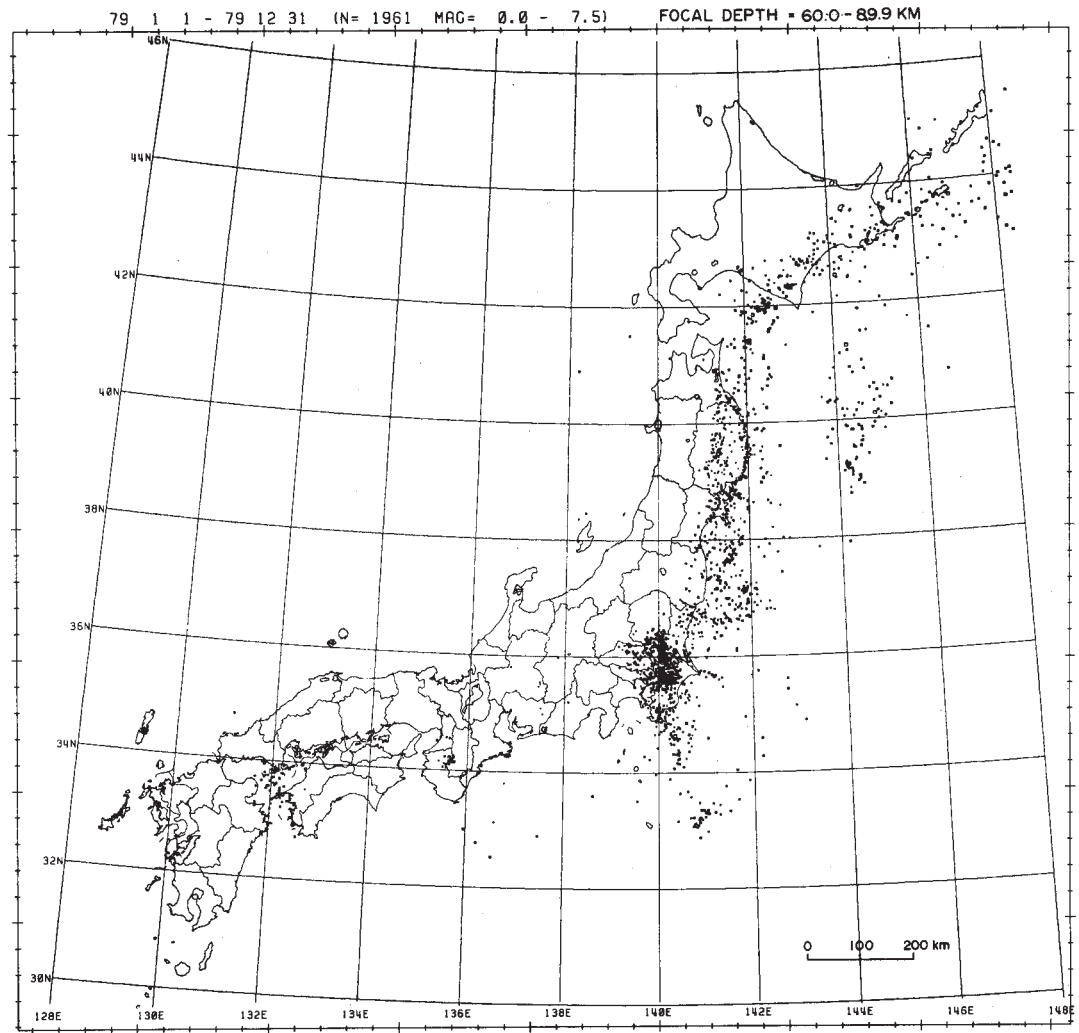 79 1 1 - 79 12 31 (N= 1961 MAG= 0.0 - 7.5) FOCAL DEPTH = 60.0-89.9 KM
46N
44N
42N
40N
38N
36N
34N
32N
30N
0 100 200 km
128E 130E 132E 134E 136E 138E 140E 142E 144E 146E 148E